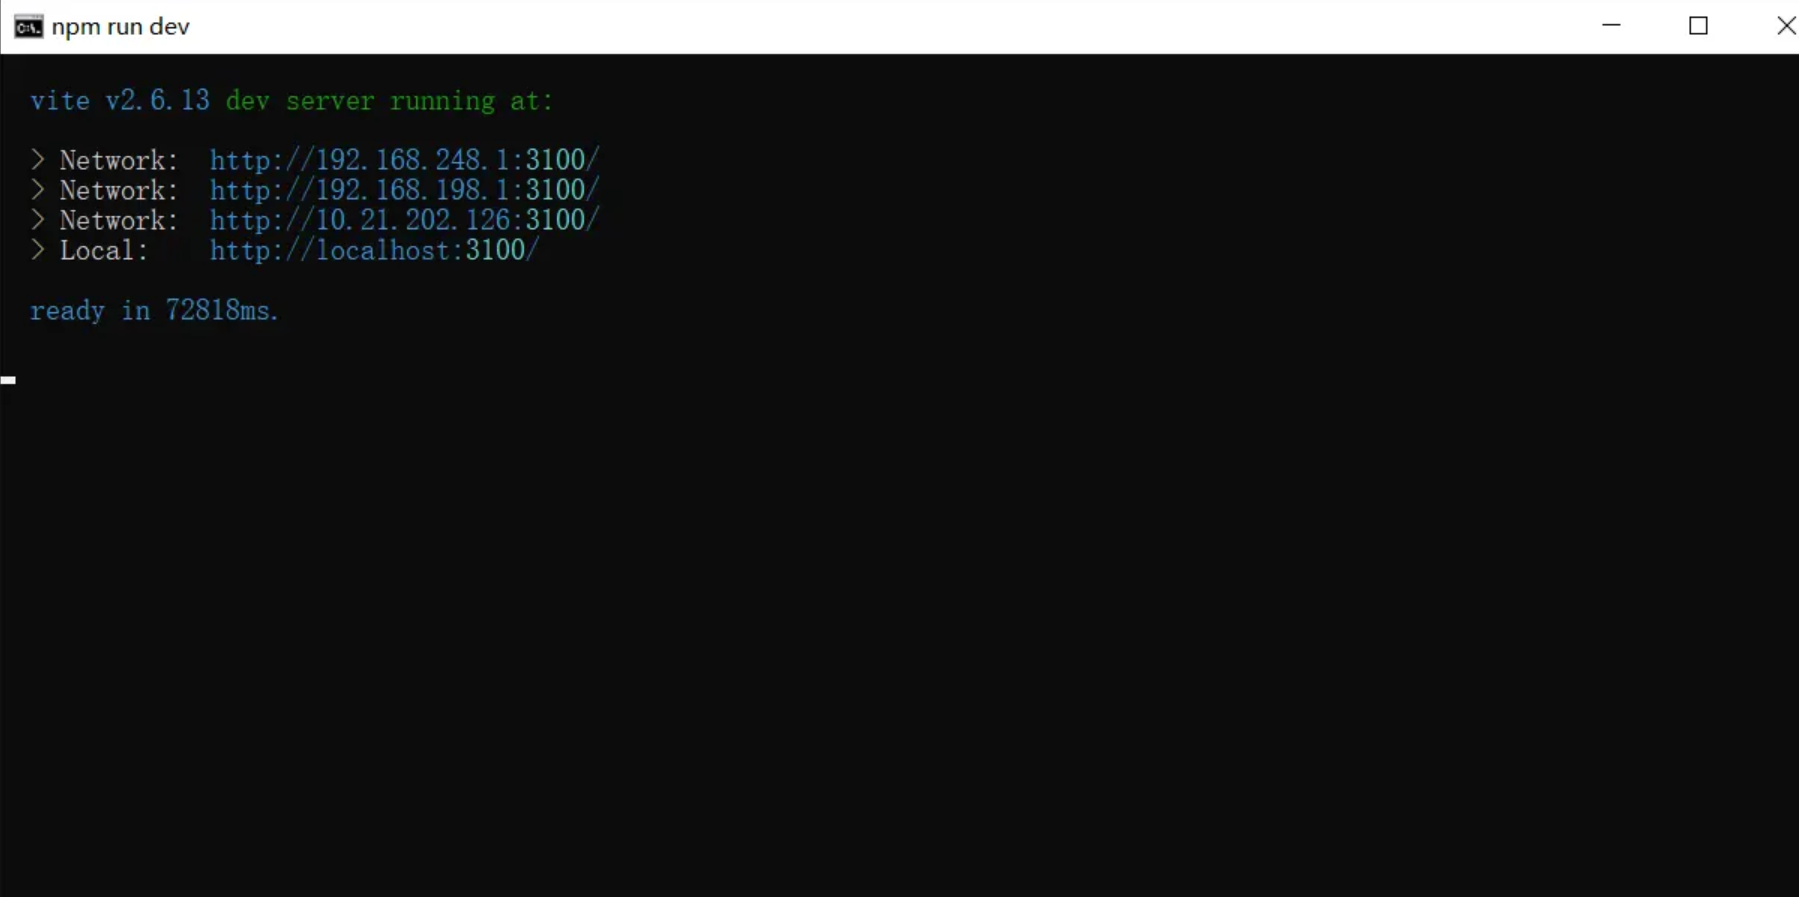 npm run dev
vite v2.6.13 dev server running at:
> Network:  http://192.168.248.1:3100/
> Network:  http://192.168.198.1:3100/
> Network:  http://10.21.202.126:3100/
> Local:    http://localhost:3100/
ready in 72818ms.